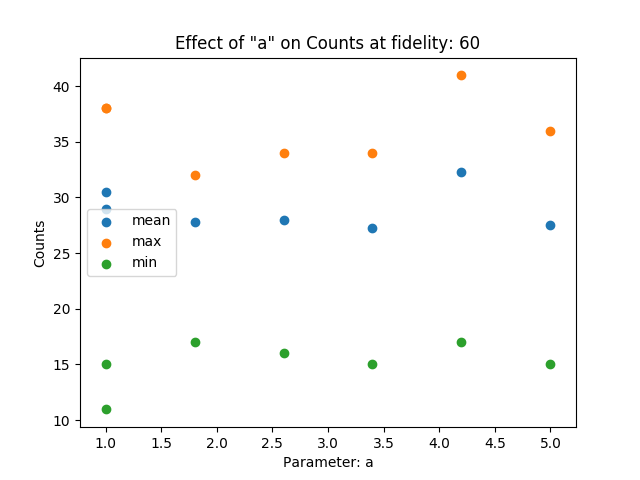 Effect of "a" on Counts at fidelity: 60
40
35
30
25
20
15
10
Counts
mean
max
min
1.0 1.5 2.0 2.5 3.0 3.5 4.0 4.5 5.0
Parameter: a